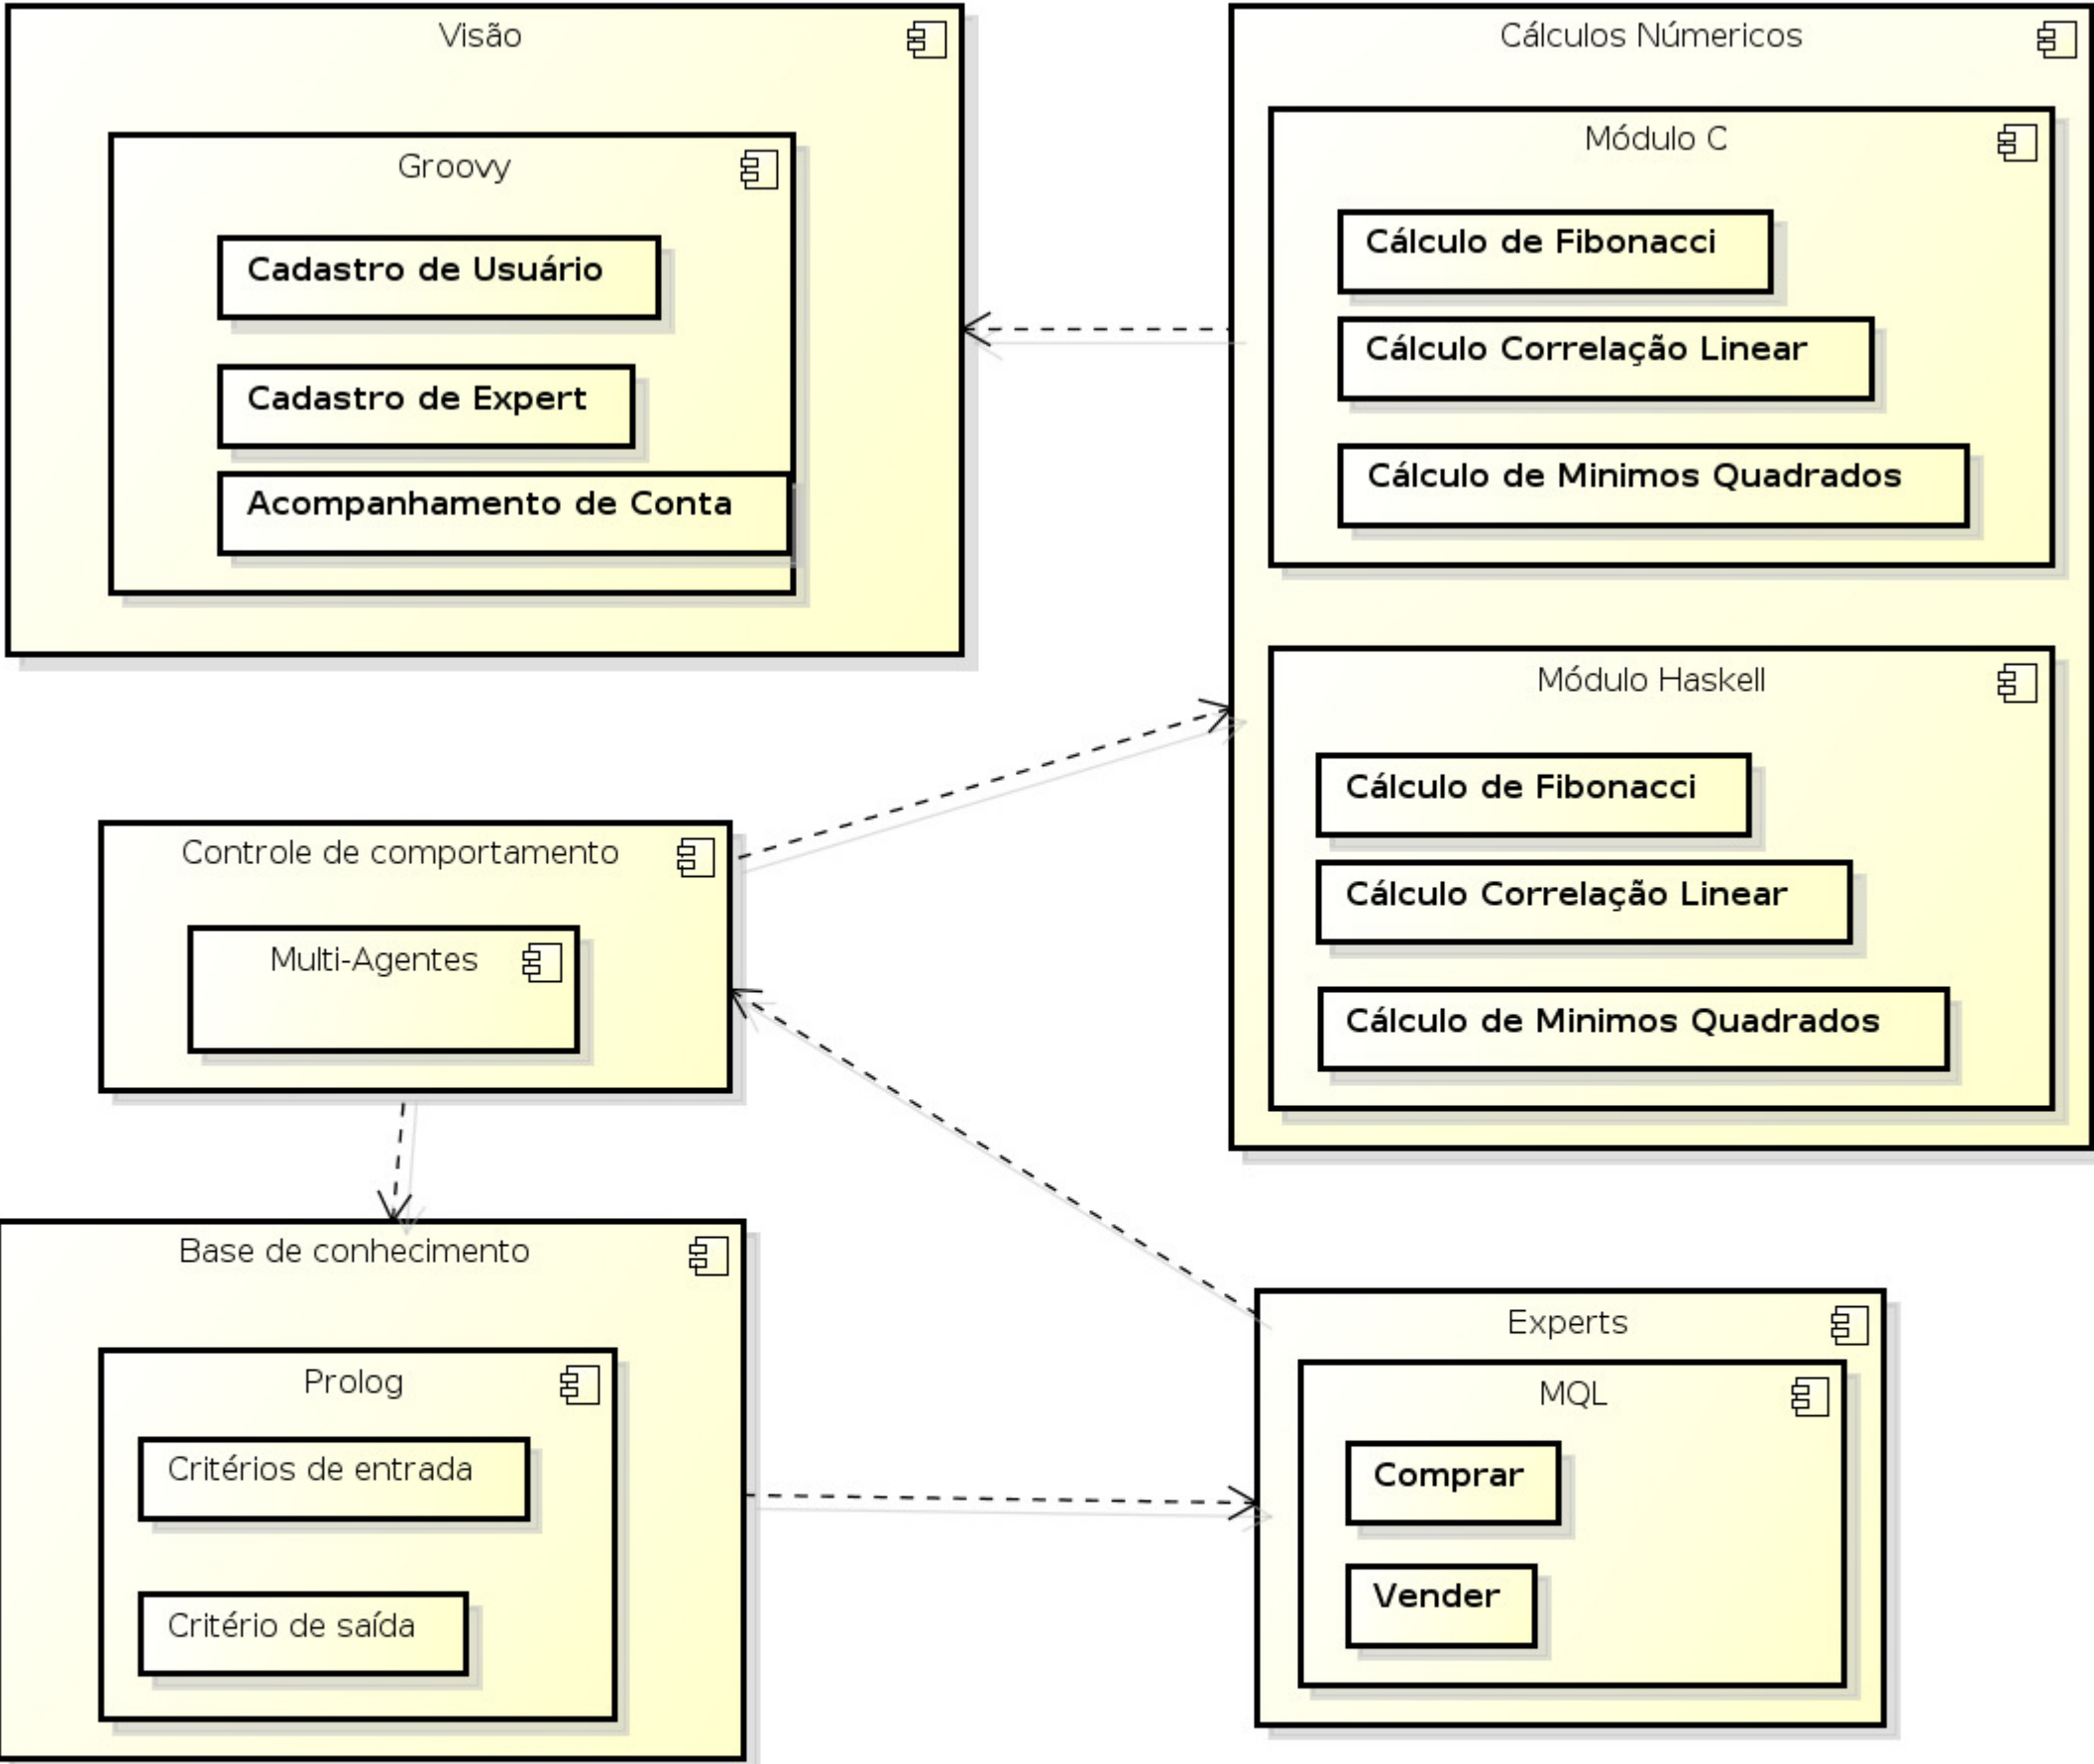 Visão
Groovy
Cadastro de Usuário
Cadastro de Expert
Acompanhamento de Conta
Cálculos Númericos
Módulo C
Cálculo de Fibonacci
Cálculo Correlação Linear
Cálculo de Minimos Quadrados
Módulo Haskell
Cálculo de Fibonacci
Cálculo Correlação Linear
Cálculo de Minimos Quadrados
Controle de comportamento
Multi-Agentes
Base de conhecimento
Prolog
Critérios de entrada
Critério de saída
Experts
MQL
Comprar
Vender